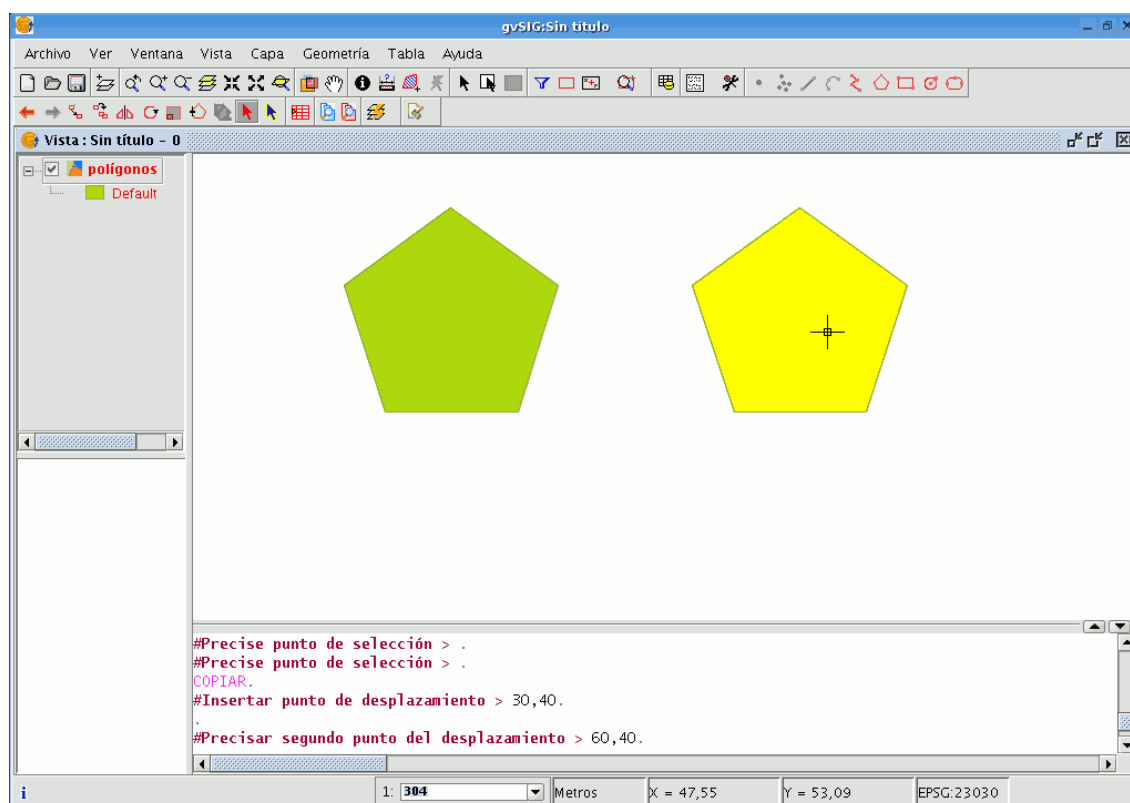 gvSIG:Sin título
Archivo Ver Ventana Vista Capa Geometría Tabla Ayuda
Vista : Sin título - 0
polígonos
Default
#Precise punto de selección > .
#Precise punto de selección > .
COPIAR.
#Insertar punto de desplazamiento > 30,40.
.
#Precisar segundo punto del desplazamiento > 60,40.
1: 304 Metros X = 47,55 Y = 53,09 EPSG:23030